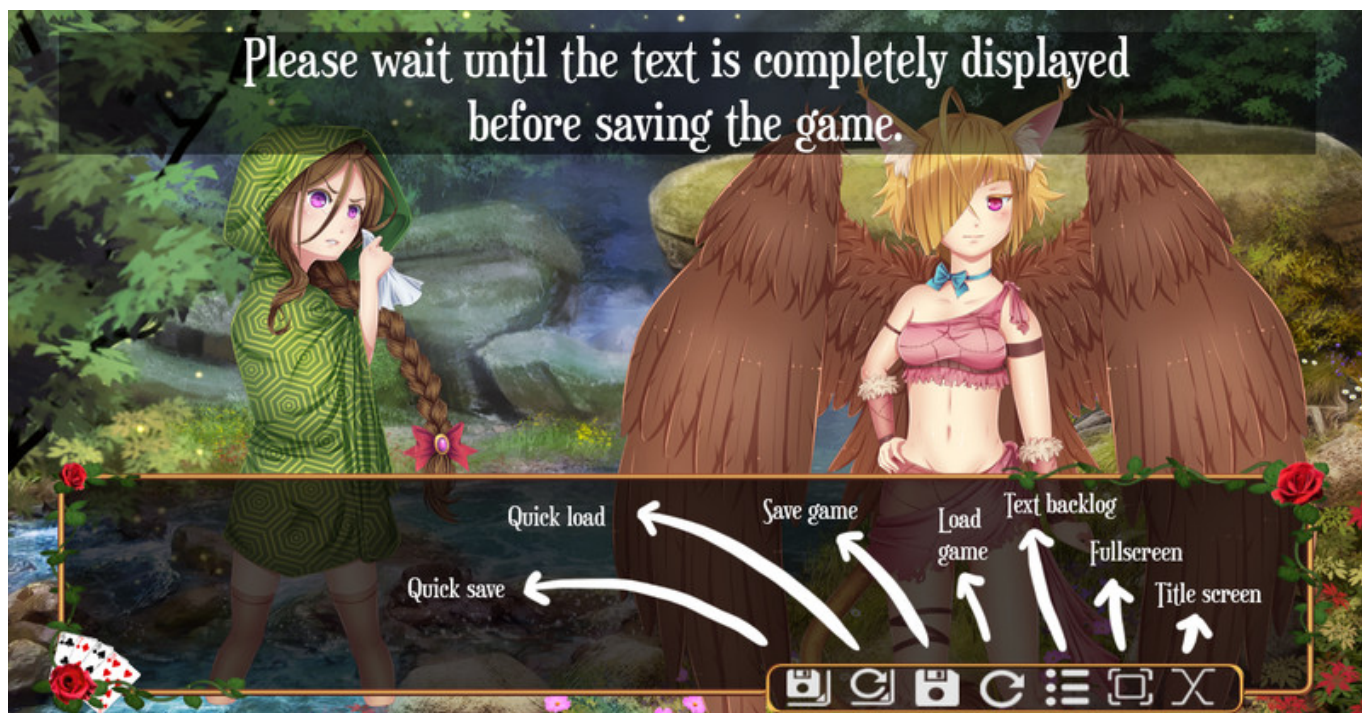 Please wait until the text is completely displayed
before saving the game.
Quick load
Save game
Load
game
Text backlog
Fullscreen
Quick save
Title screen